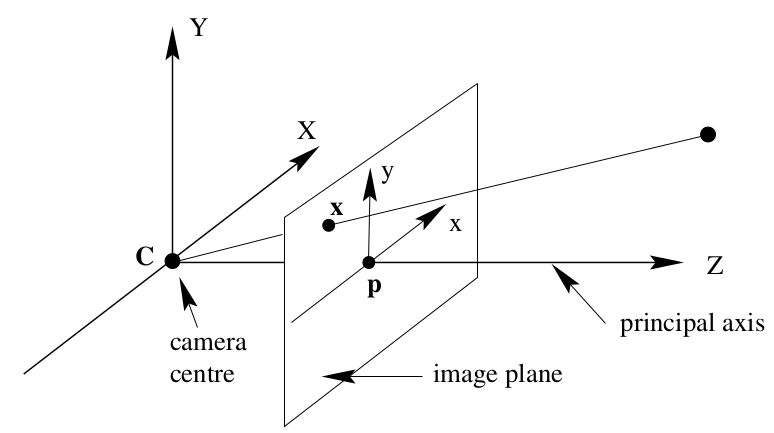 Y
X
y
x
x
C
p
Z
camera
centre
principal axis
image plane